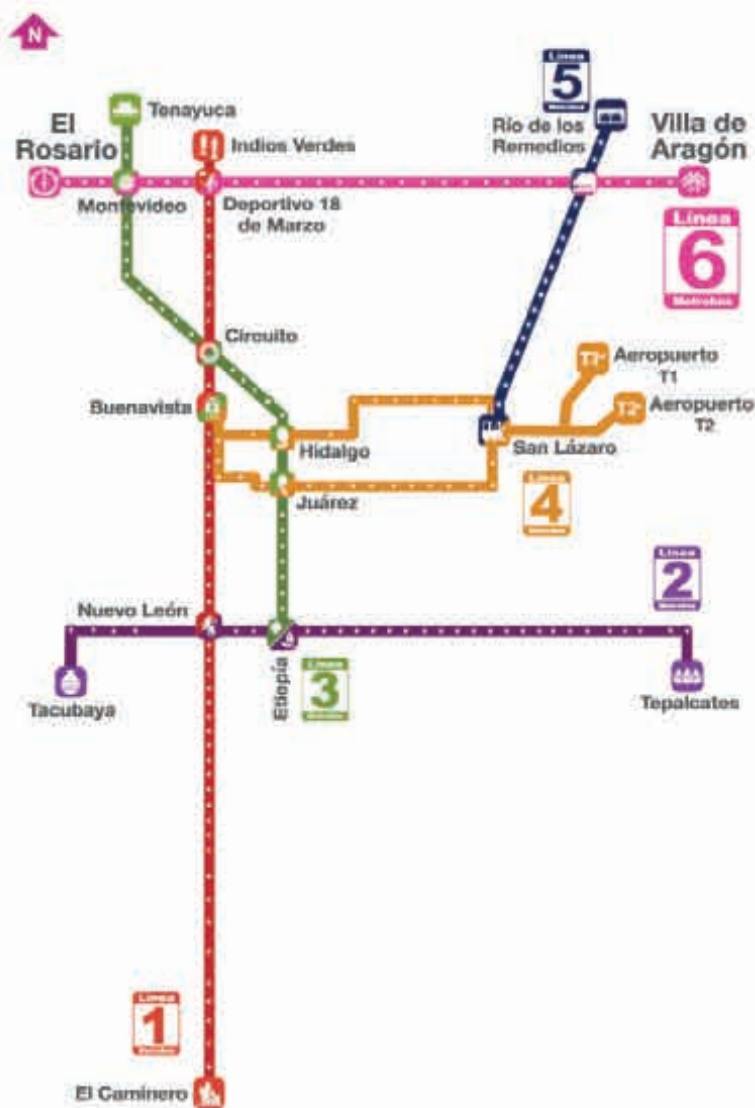 N
Tenayuca
El
Rosario
Indios Verdes
Línea
5
Río de los
Remedios
Villa de
Aragón
Montevideo
Deportivo 18
de Marzo
Línea
6
Metrobús
Circuito
Buenavista
Hidalgo
Juárez
T1
Aeropuerto
T1
T2
Aeropuerto
T2
San Lázaro
Línea
4
Línea
2
Nuevo León
Etiopía
Línea
3
Tacubaya
Tepalcates
Línea
1
El Caminero